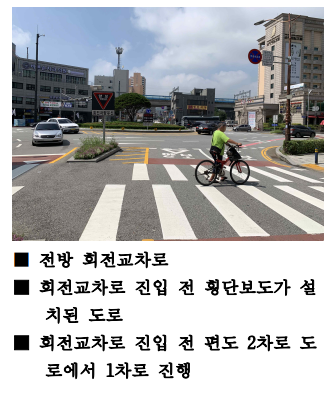 ■ 전방 회전교차로
■ 회전교차로 진입 전 횡단보도가 설
치된 도로
■ 회전교차로 진입 전 편도 2차로 도
로에서 1차로 진행